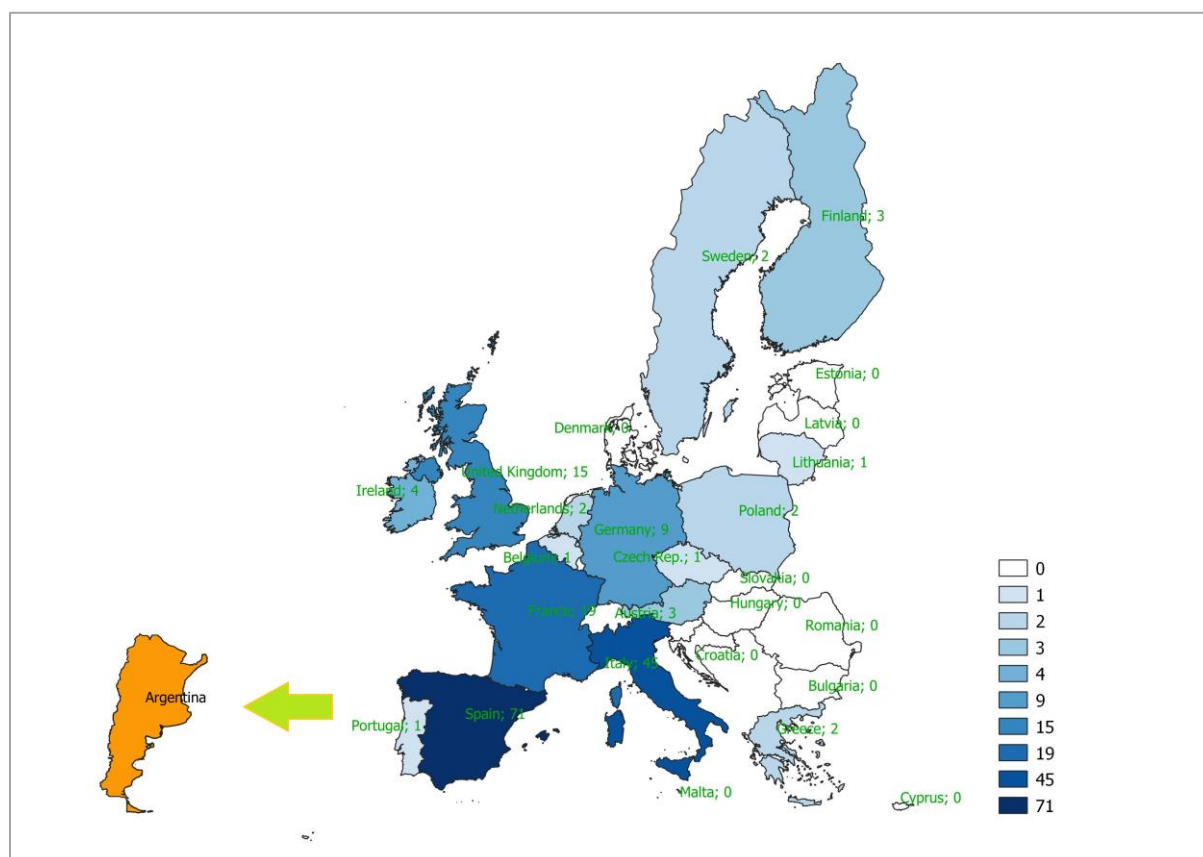 Finland; 3
Sweden; 2
Estonia; 0
Latvia; 0
Denmark; 0
Lithuania; 1
United Kingdom; 15
Ireland; 4
Netherlands; 2
Poland; 2
Germany; 9
Belgium; 1
Czech Rep.; 1
Slovakia; 0
Hungary; 0
France; 19
Austria; 3
Romania; 0
Croatia; 0
Italy; 45
Bulgaria; 0
Argentina
Spain; 71
Portugal; 1
Greece; 2
Malta; 0
Cyprus; 0
0
1
2
3
4
9
15
19
45
71